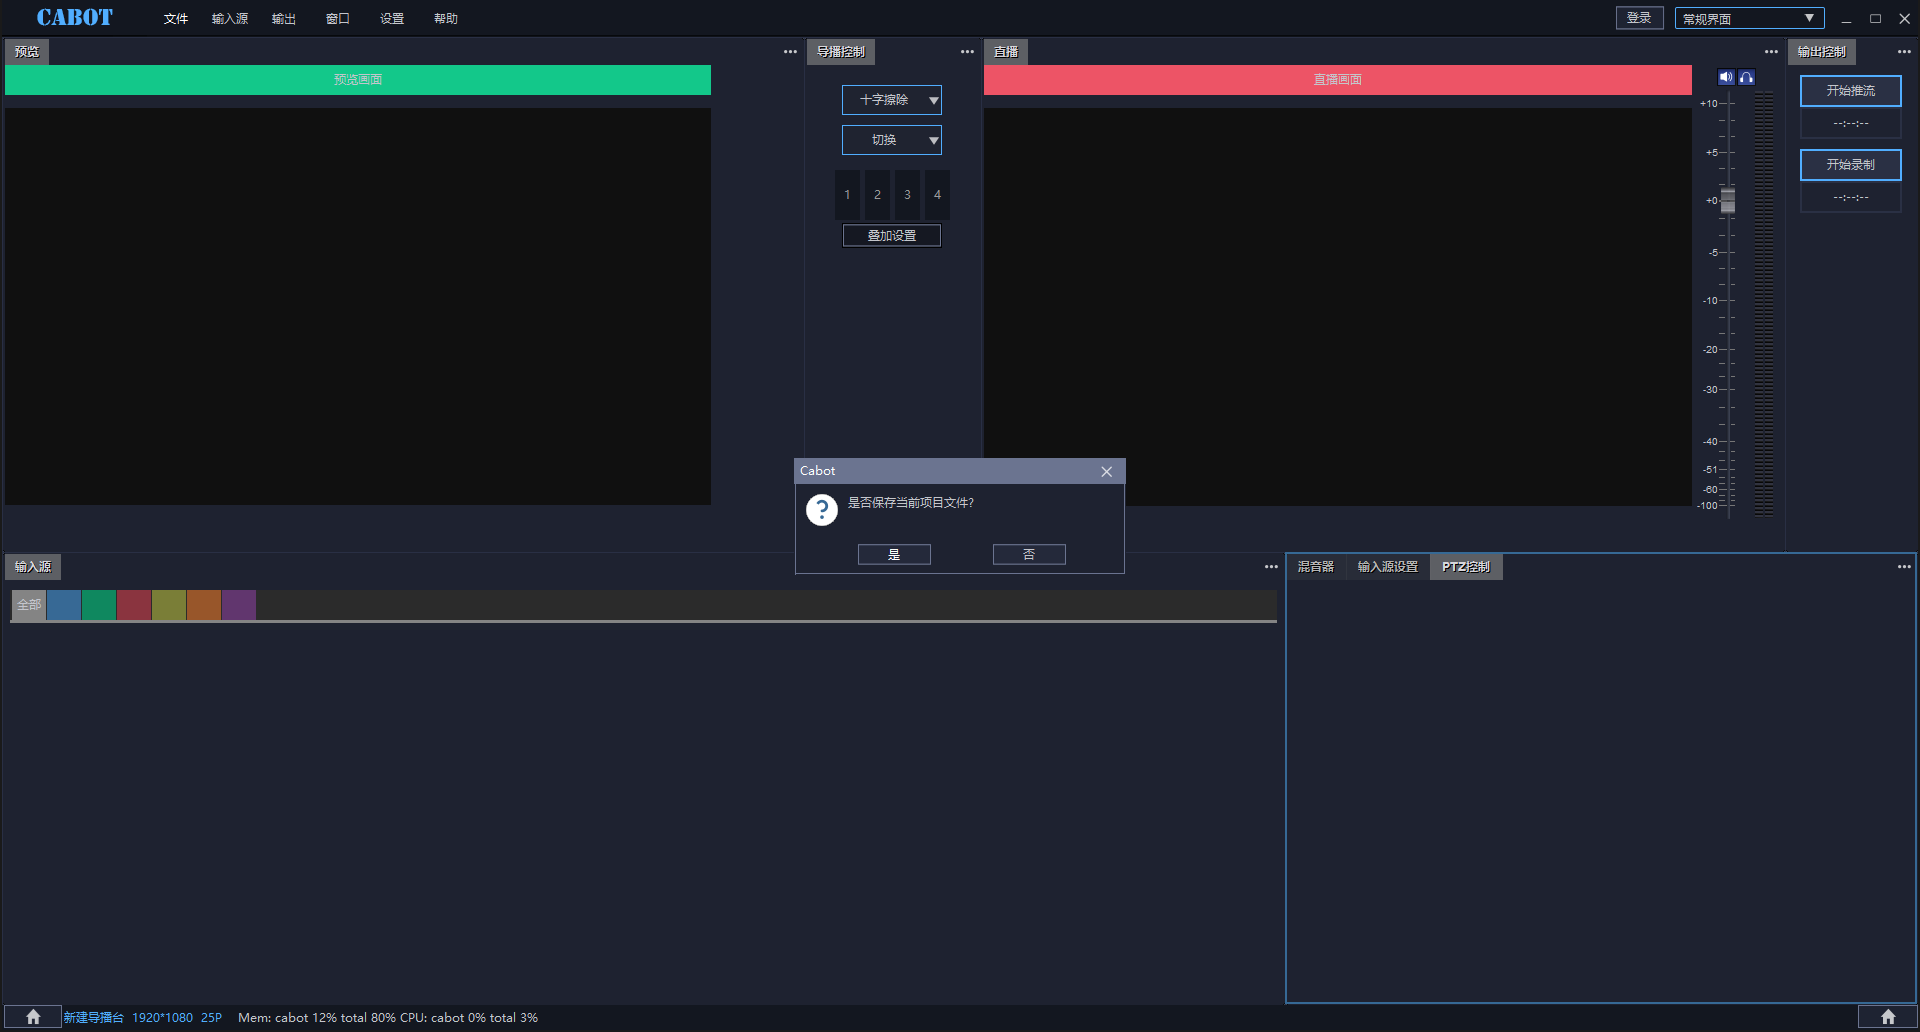 CABOT 文件 输入源 输出 窗口 设置 帮助 登录 常规界面
预览
预览画面
导播控制
十字擦除
切换
1 2 3 4
叠加设置
直播
直播画面
+10
+5
+0
-5
-10
-20
-30
-40
-51
-60
-100
输出控制
开始推流
--:--:--
开始录制
--:--:--
Cabot
是否保存当前项目文件?
是 否
输入源
全部
混音器 输入源设置 PTZ控制
新建导播台 1920*1080 25P Mem: cabot 12% total 80% CPU: cabot 0% total 3%